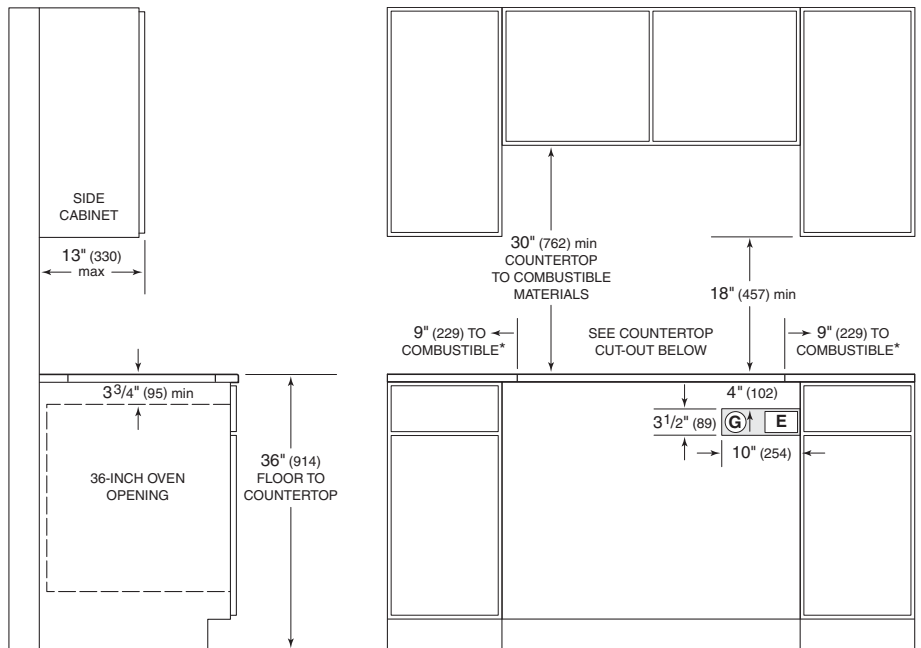 SIDE
CABINET
13" (330)
max
30" (762) min
COUNTERTOP
TO COMBUSTIBLE
MATERIALS
18" (457) min
9" (229) TO
COMBUSTIBLE*
SEE COUNTERTOP
CUT-OUT BELOW
9" (229) TO
COMBUSTIBLE*
3 3/4" (95) min
36-INCH OVEN
OPENING
36" (914)
FLOOR TO
COUNTERTOP
4" (102)
3 1/2" (89)
G
E
10" (254)